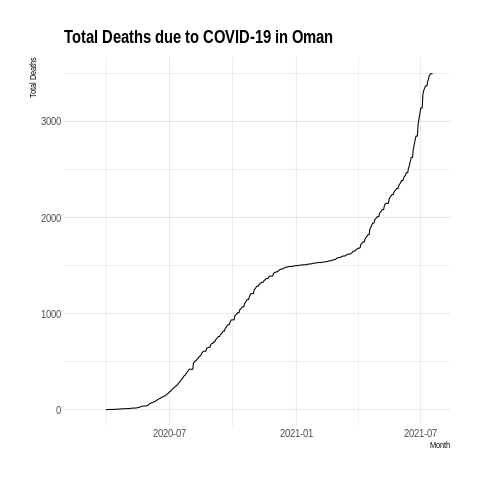 Total Deaths due to COVID-19 in Oman
Total Deaths
3000
2000
1000
0
2020-07
2021-01
2021-07
Month